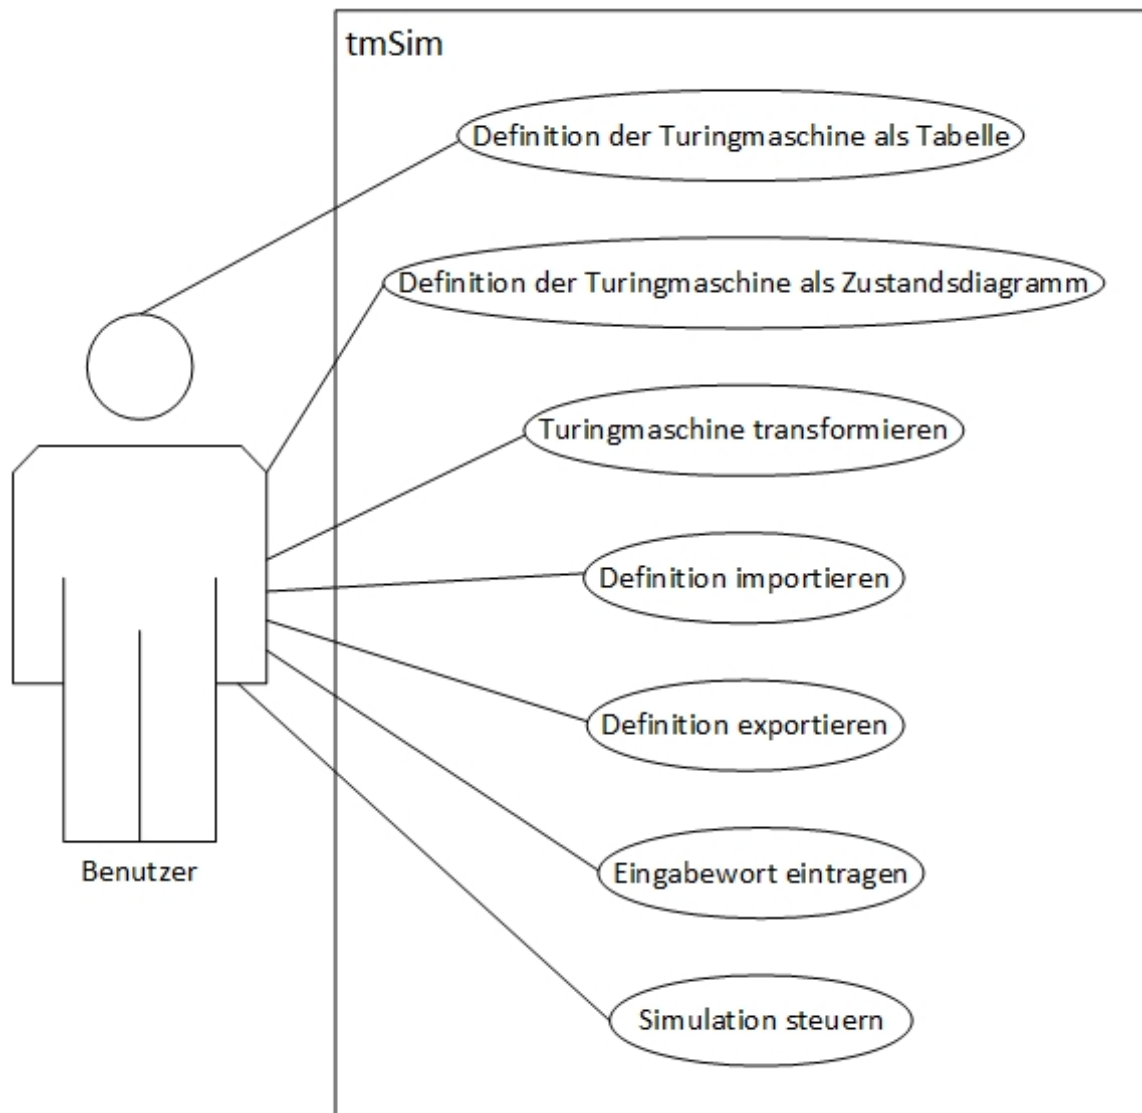 tmSim
Definition der Turingmaschine als Tabelle
Definition der Turingmaschine als Zustandsdiagramm
Turingmaschine transformieren
Definition importieren
Definition exportieren
Benutzer
Eingabewort eintragen
Simulation steuern